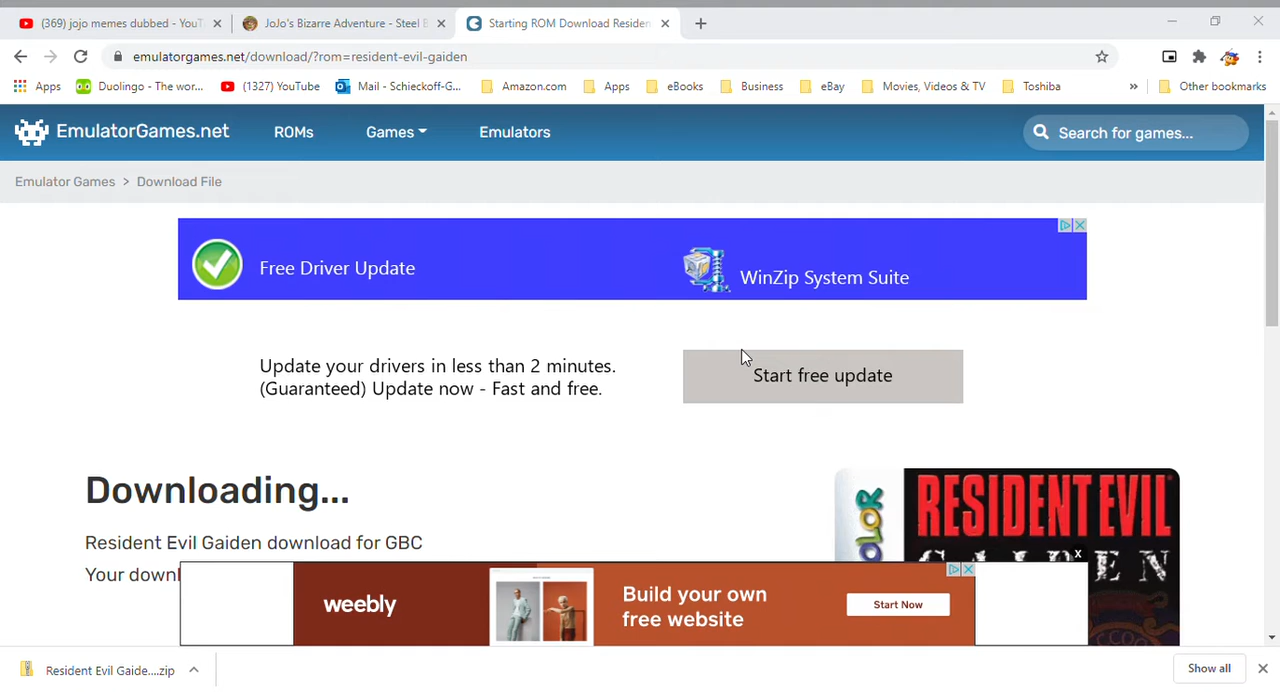 (369) jojo memes dubbed - YouT
JoJo's Bizarre Adventure - Steel B
Starting ROM Download Residen
emulatorgames.net/download/?rom=resident-evil-gaiden
Apps
Duolingo - The wor...
(1327) YouTube
Mail - Schieckoff-G...
Amazon.com
Apps
eBooks
Business
eBay
Movies, Videos & TV
Toshiba
»
Other bookmarks
EmulatorGames.net
ROMs
Games
Emulators
Search for games...
Emulator Games > Download File
Free Driver Update
WinZip System Suite
Update your drivers in less than 2 minutes.
(Guaranteed) Update now - Fast and free.
Start free update
Downloading...
Resident Evil Gaiden download for GBC
Your downl
COLOR
RESIDENT EVIL
weebly
Build your own
free website
Start Now
x
Resident Evil Gaide....zip
Show all